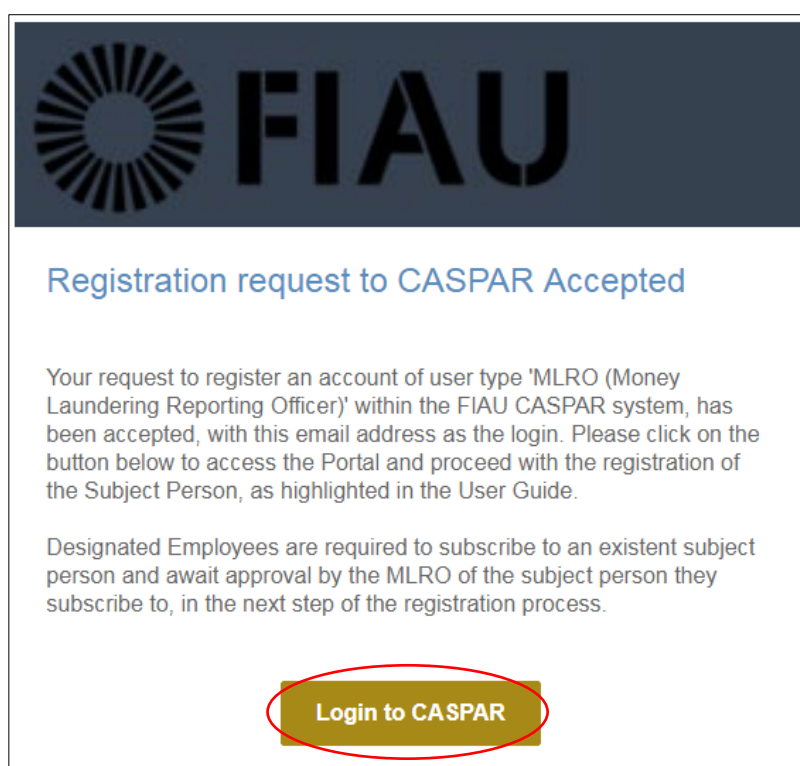 FIAU
Registration request to CASPAR Accepted
Your request to register an account of user type 'MLRO (Money
Laundering Reporting Officer)' within the FIAU CASPAR system, has
been accepted, with this email address as the login. Please click on the
button below to access the Portal and proceed with the registration of
the Subject Person, as highlighted in the User Guide.
Designated Employees are required to subscribe to an existent subject
person and await approval by the MLRO of the subject person they
subscribe to, in the next step of the registration process.
Login to CASPAR